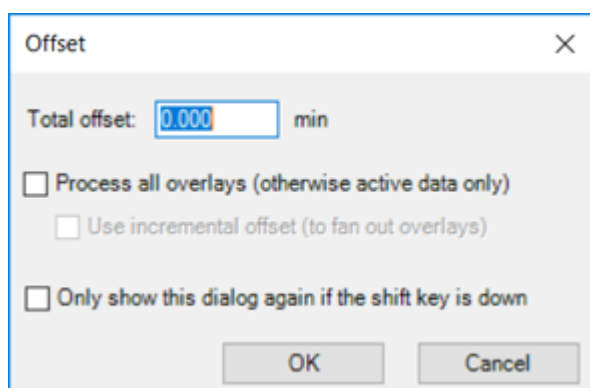 Offset
Total offset: 0.000 min
Process all overlays (otherwise active data only)
Use incremental offset (to fan out overlays)
Only show this dialog again if the shift key is down
OK Cancel